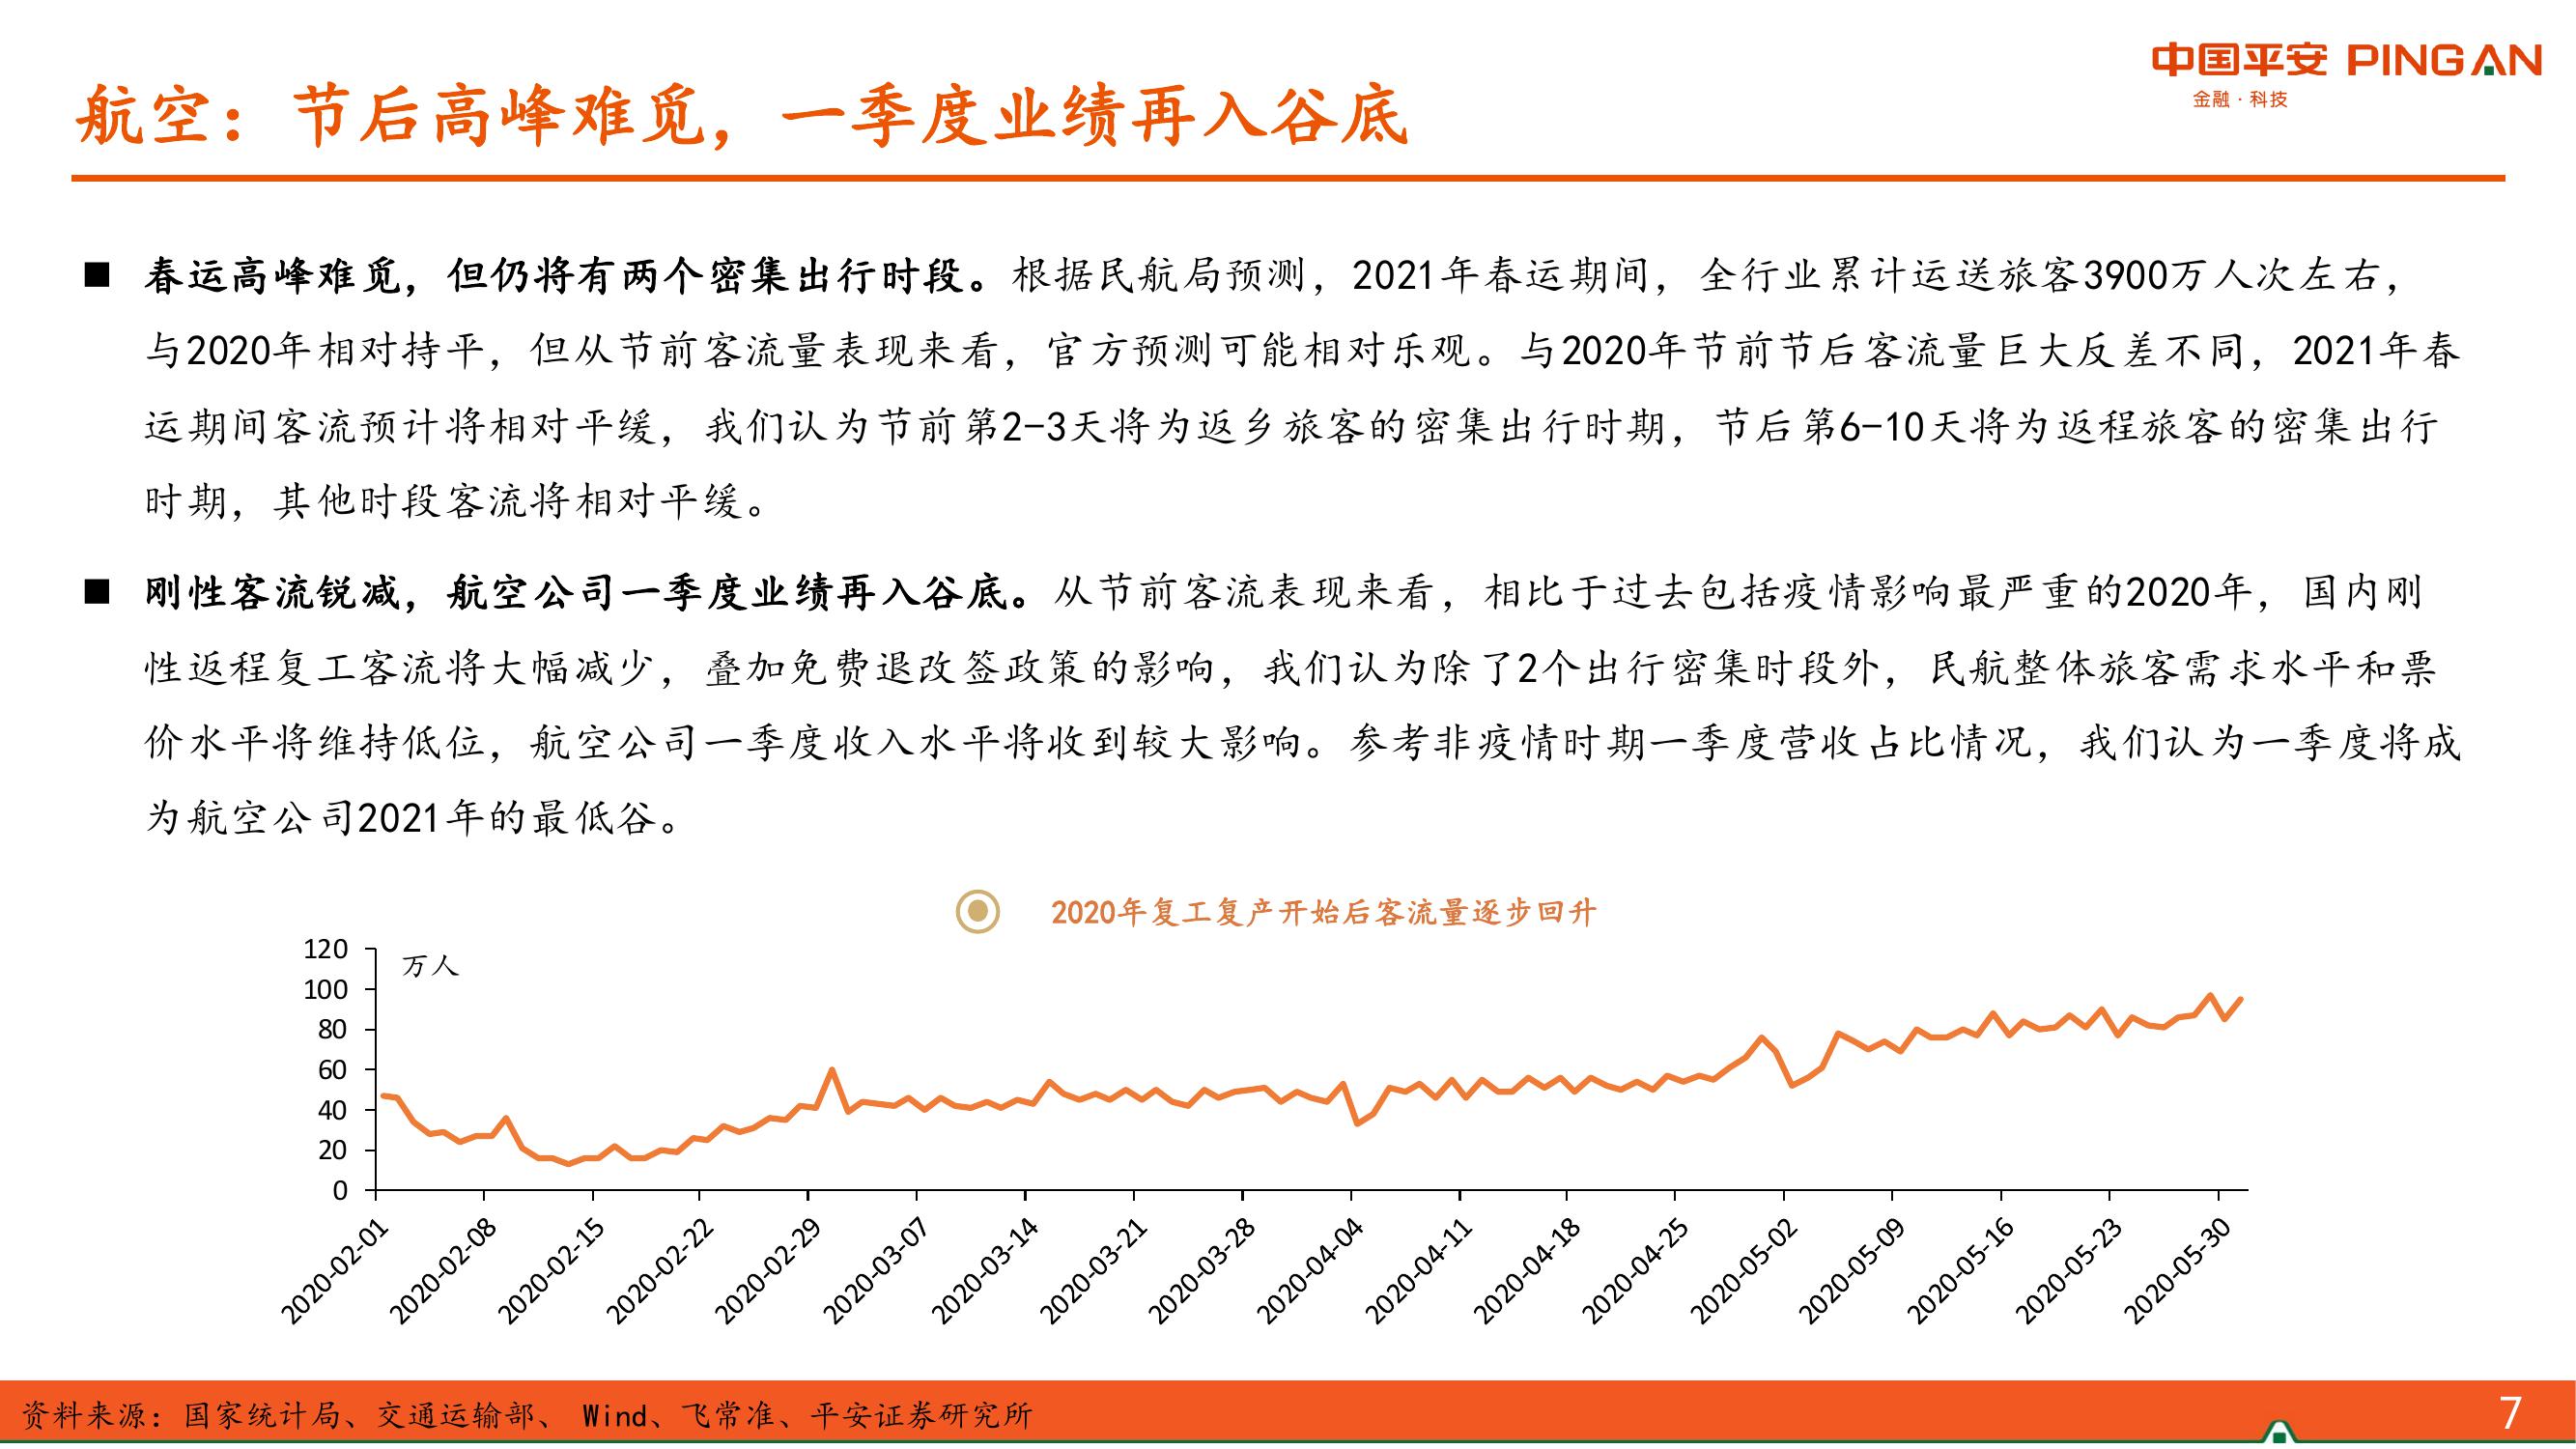 中国平安 PINGAN
金融·科技
航空：节后高峰难觅，一季度业绩再入谷底
■ 春运高峰难觅，但仍将有两个密集出行时段。根据民航局预测，2021年春运期间，全行业累计运送旅客3900万人次左右，
与2020年相对持平，但从节前客流量表现来看，官方预测可能相对乐观。与2020年节前节后客流量巨大反差不同，2021年春
运期间客流预计将相对平缓，我们认为节前第2-3天将为返乡旅客的密集出行时期，节后第6-10天将为返程旅客的密集出行
时期，其他时段客流将相对平缓。
■ 刚性客流锐减，航空公司一季度业绩再入谷底。从节前客流表现来看，相比于过去包括疫情影响最严重的2020年，国内刚
性返程复工客流将大幅减少，叠加免费退改签政策的影响，我们认为除了2个出行密集时段外，民航整体旅客需求水平和票
价水平将维持低位，航空公司一季度收入水平将收到较大影响。参考非疫情时期一季度营收占比情况，我们认为一季度将成
为航空公司2021年的最低谷。
2020年复工复产开始后客流量逐步回升
万人
120
100
80
60
40
20
0
2020-02-01
2020-02-08
2020-02-15
2020-02-22
2020-02-29
2020-03-07
2020-03-14
2020-03-21
2020-03-28
2020-04-04
2020-04-11
2020-04-18
2020-04-25
2020-05-02
2020-05-09
2020-05-16
2020-05-23
2020-05-30
资料来源：国家统计局、交通运输部、 Wind、飞常准、平安证券研究所
7